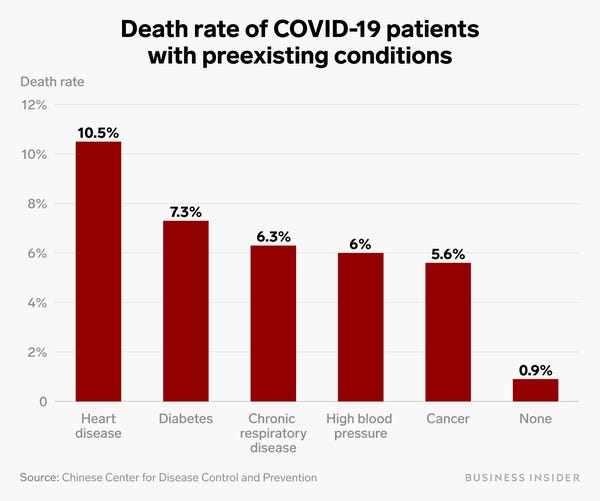 Death rate of COVID-19 patients
with preexisting conditions
Death rate
12%
10%
8%
6%
4%
2%
0
10.5%
7.3%
6.3%
6%
5.6%
0.9%
Heart
disease
Diabetes
Chronic
respiratory
disease
High blood
pressure
Cancer
None
Source: Chinese Center for Disease Control and Prevention
BUSINESS INSIDER